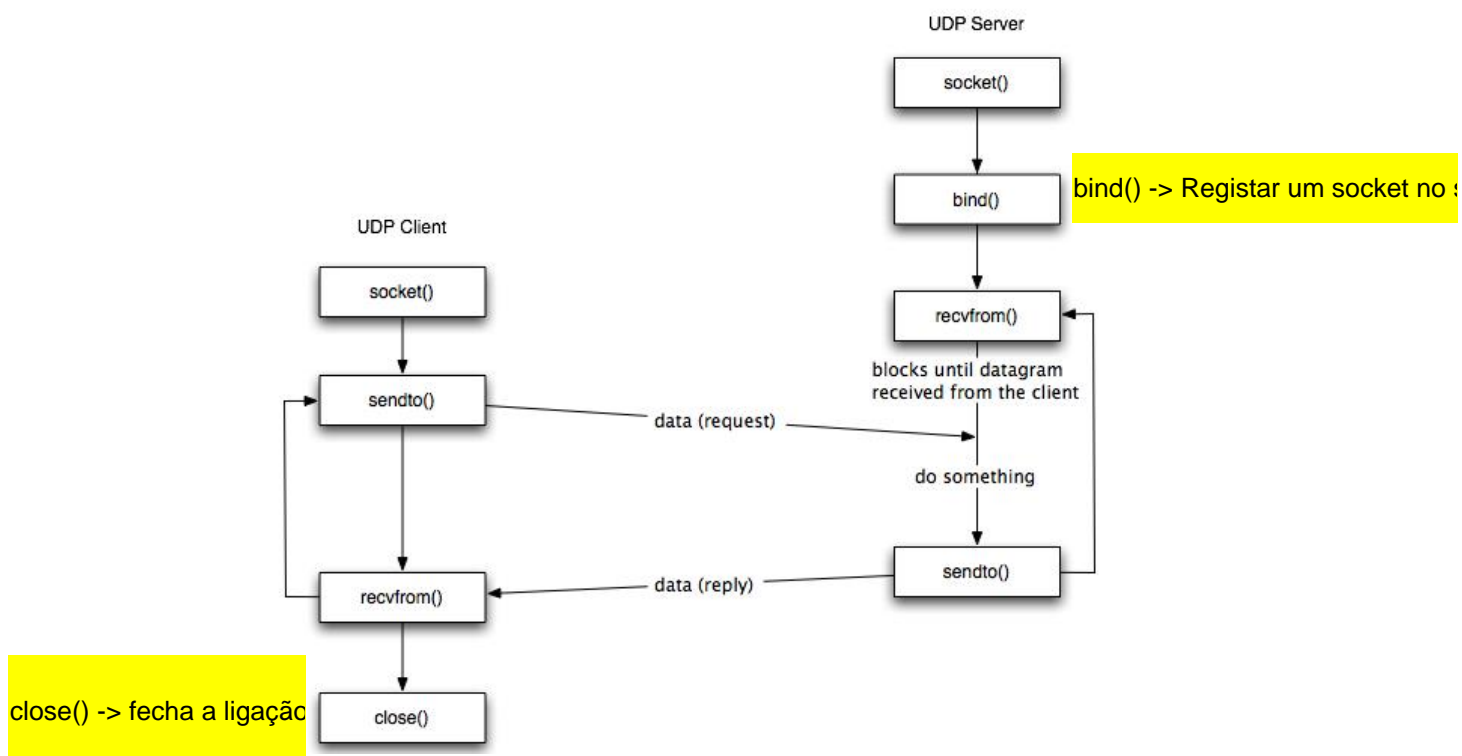 UDP Server
socket()
bind()
bind() -> Registar um socket no
UDP Client
socket()
recvfrom()
blocks until datagram
received from the client
sendto()
data (request)
do something
sendto()
data (reply)
recvfrom()
close() -> fecha a ligação
close()